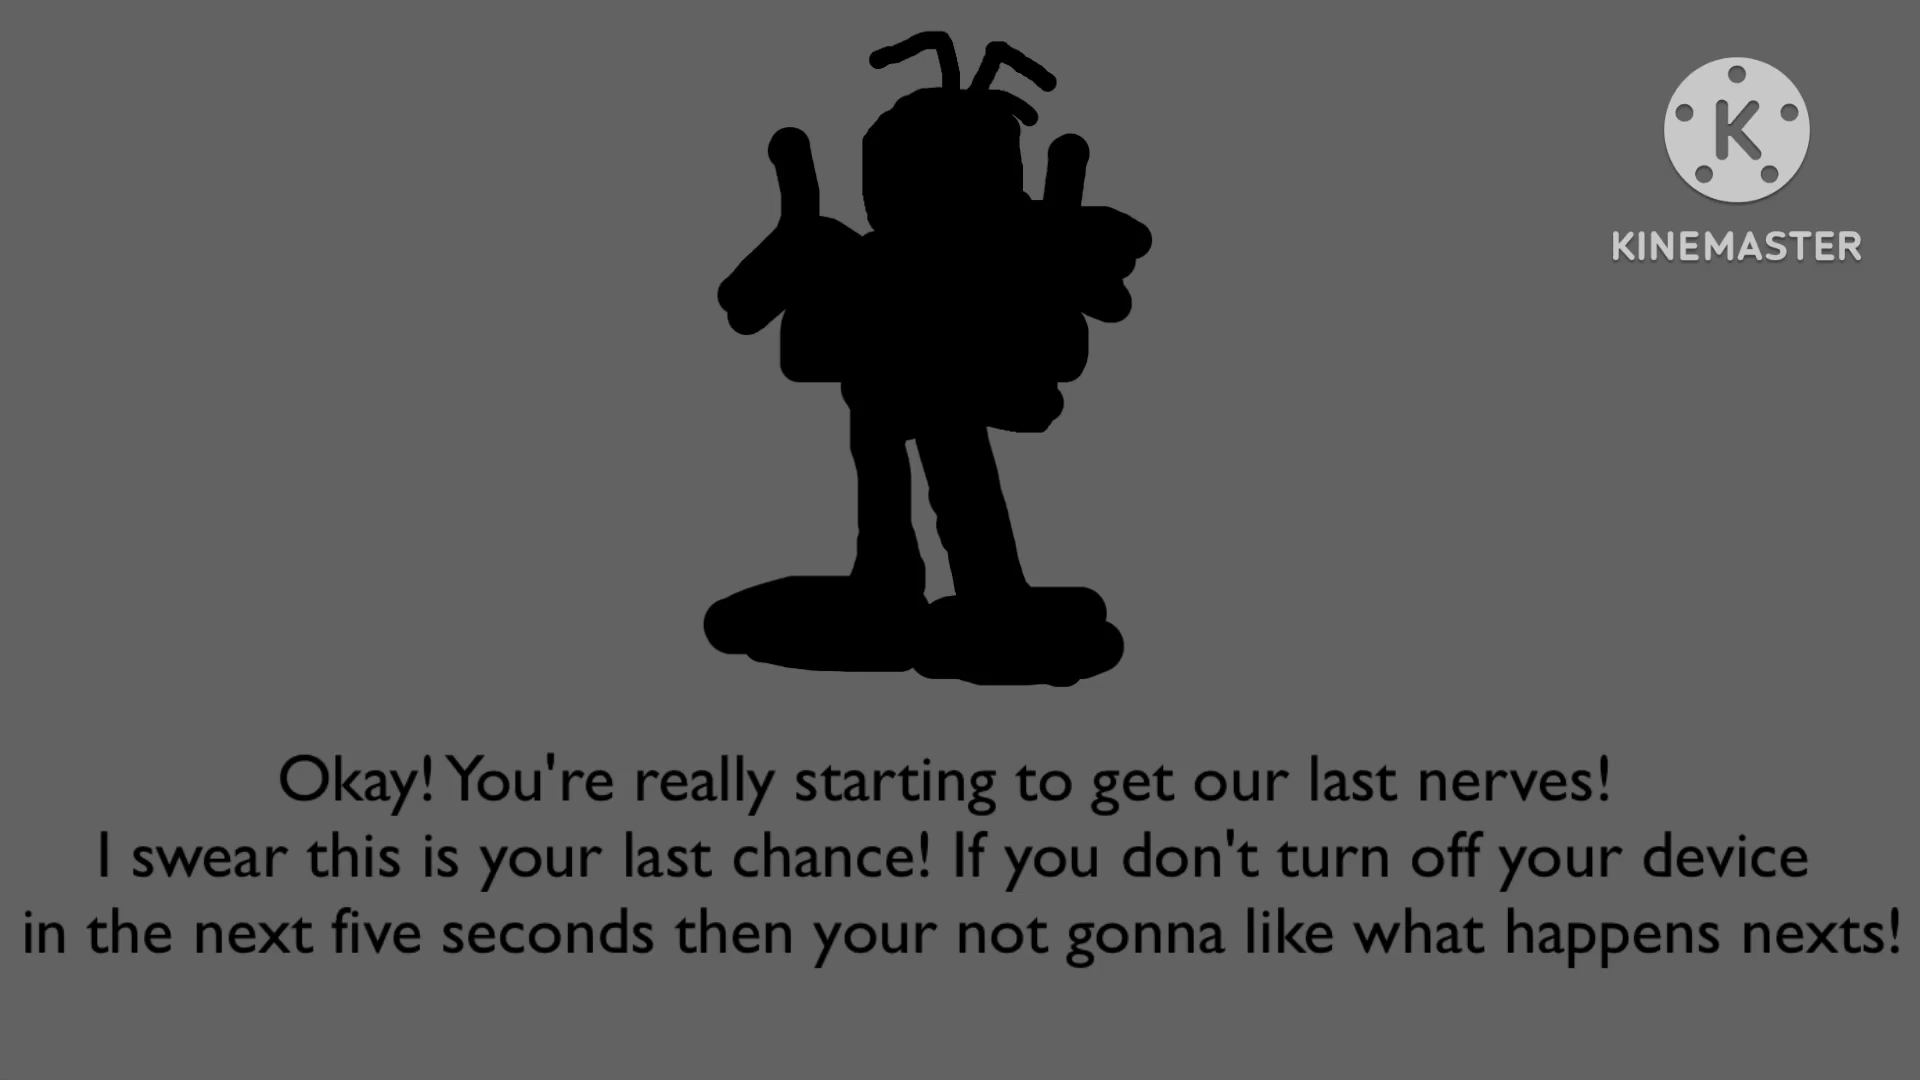 K
KINEMASTER
Okay! You're really starting to get our last nerves!
I swear this is your last chance! If you don't turn off your device
in the next five seconds then your not gonna like what happens nexts!